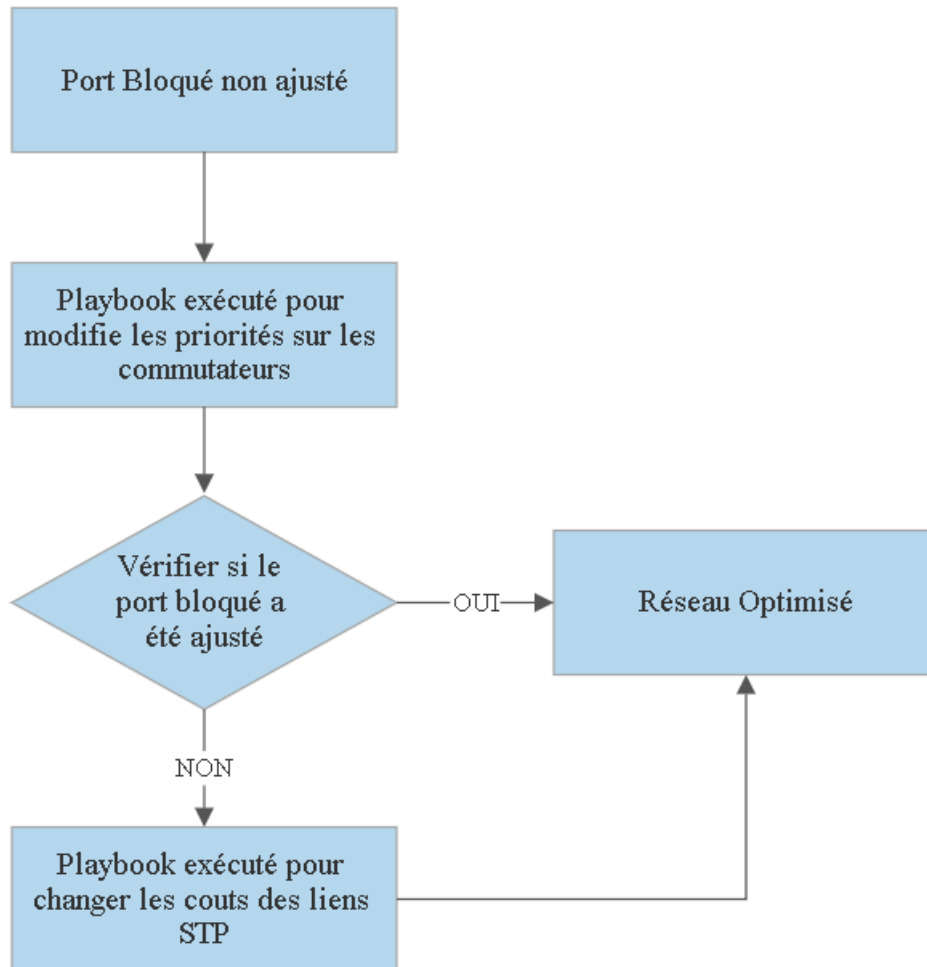 Port Bloqué non ajusté
Playbook exécuté pour
modifie les priorités sur les
commutateurs
Vérifier si le
port bloqué a
été ajusté
OUI
Réseau Optimisé
NON
Playbook exécuté pour
changer les couts des liens
STP